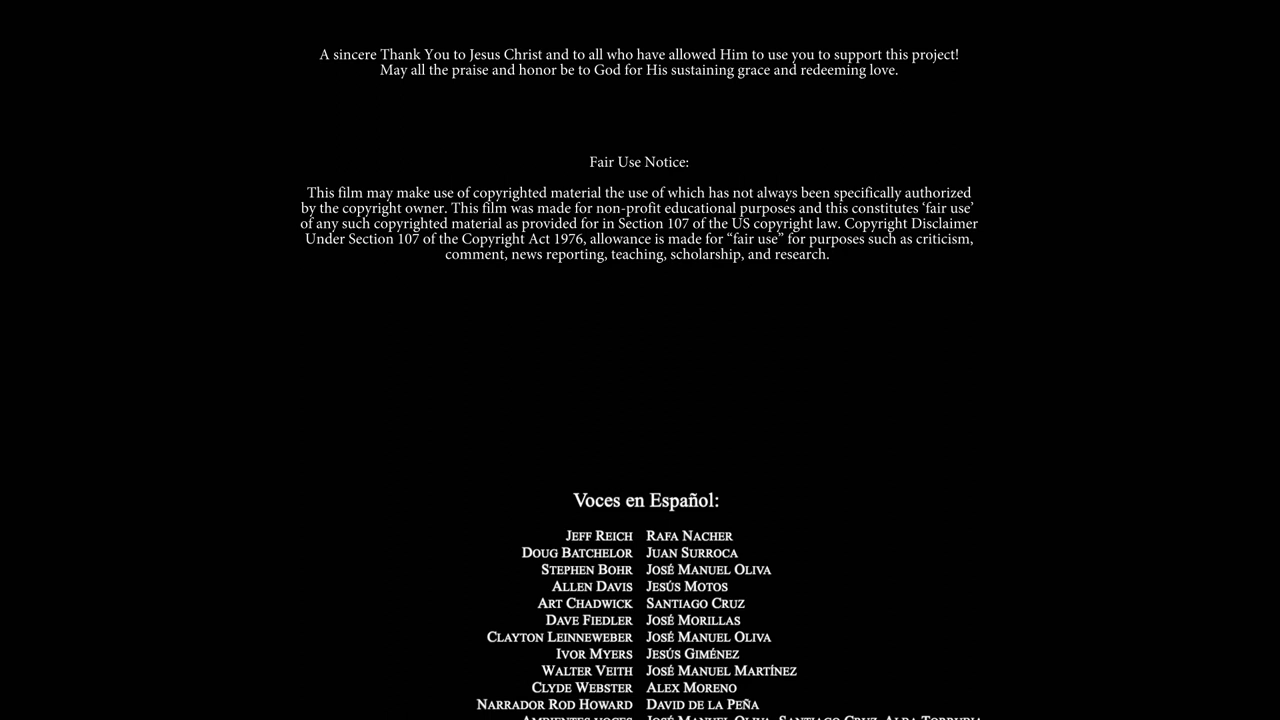 A sincere Thank You to Jesus Christ and to all who have allowed Him to use you to support this project!
May all the praise and honor be to God for His sustaining grace and redeeming love.
Fair Use Notice:
This film may make use of copyrighted material the use of which has not always been specifically authorized
by the copyright owner. This film was made for non-profit educational purposes and this constitutes ‘fair use’
of any such copyrighted material as provided for in Section 107 of the US copyright law. Copyright Disclaimer
Under Section 107 of the Copyright Act 1976, allowance is made for “fair use” for purposes such as criticism,
comment, news reporting, teaching, scholarship, and research.
Voces en Español:
Jeff Reich Rafa Nacher
Doug Batchelor Juan Surroca
Stephen Bohr José Manuel Oliva
Allen Davis Jesús Motos
Art Chadwick Santiago Cruz
Dave Fiedler José Morillas
Clayton Leinneweber José Manuel Oliva
Ivor Myers Jesús Giménez
Walter Veith José Manuel Martínez
Clyde Webster Alex Moreno
Narrador Rod Howard David de la Peña
Ambientes voces José Manuel Oliva, Santiago Cruz, Alba